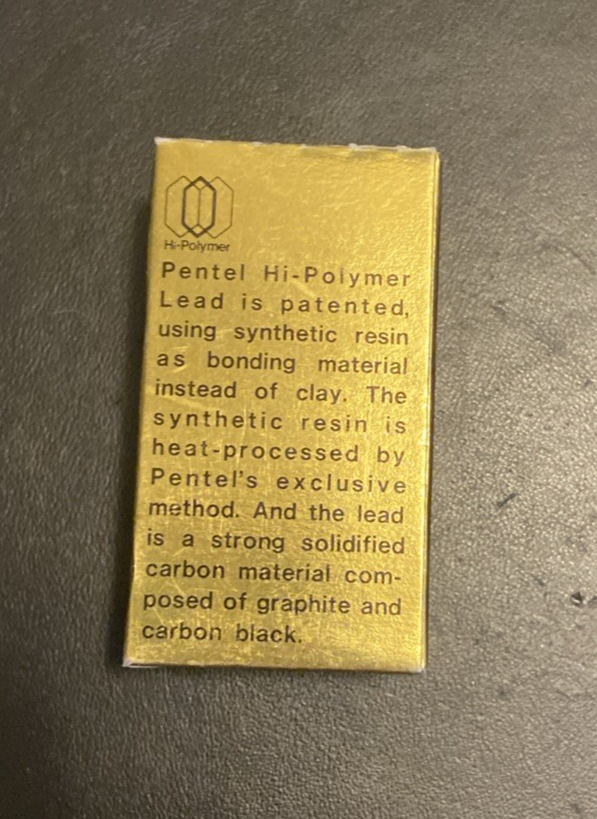 Hi-Polymer
Pentel Hi-Polymer
Lead is patented,
using synthetic resin
as bonding material
instead of clay. The
synthetic resin is
heat-processed by
Pentel's exclusive
method. And the lead
is a strong solidified
carbon material com-
posed of graphite and
carbon black.